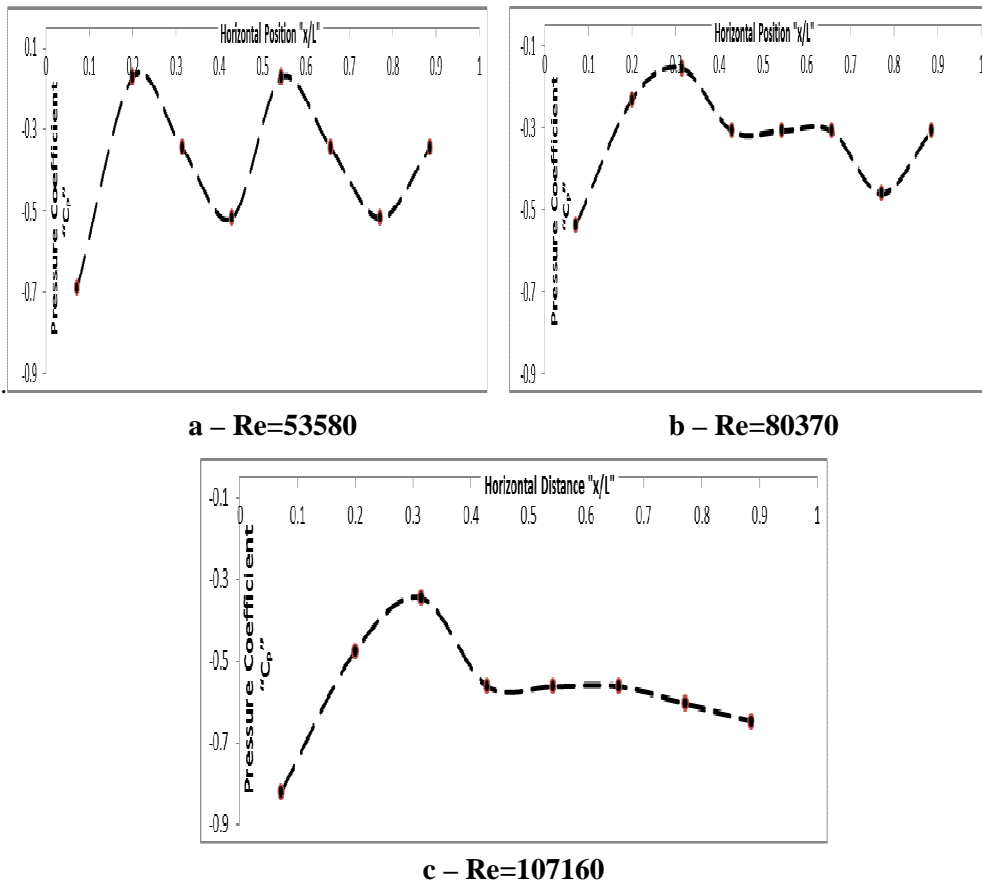 Horizontal Position "x/L"
0.1
0 0.1 0.2 0.3 0.4 0.5 0.6 0.7 0.8 0.9 1
-0.3
-0.5
-0.7
-0.9
Pressure Coefficient
"Cₚ"
a – Re=53580
Horizontal Position "x/L"
-0.1
0 0.1 0.2 0.3 0.4 0.5 0.6 0.7 0.8 0.9 1
-0.3
-0.5
-0.7
-0.9
Pressure Coefficient
"Cₚ"
b – Re=80370
Horizontal Distance "x/L"
-0.1
0 0.1 0.2 0.3 0.4 0.5 0.6 0.7 0.8 0.9 1
-0.3
-0.5
-0.7
-0.9
Pressure Coefficient
"Cₚ"
c – Re=107160